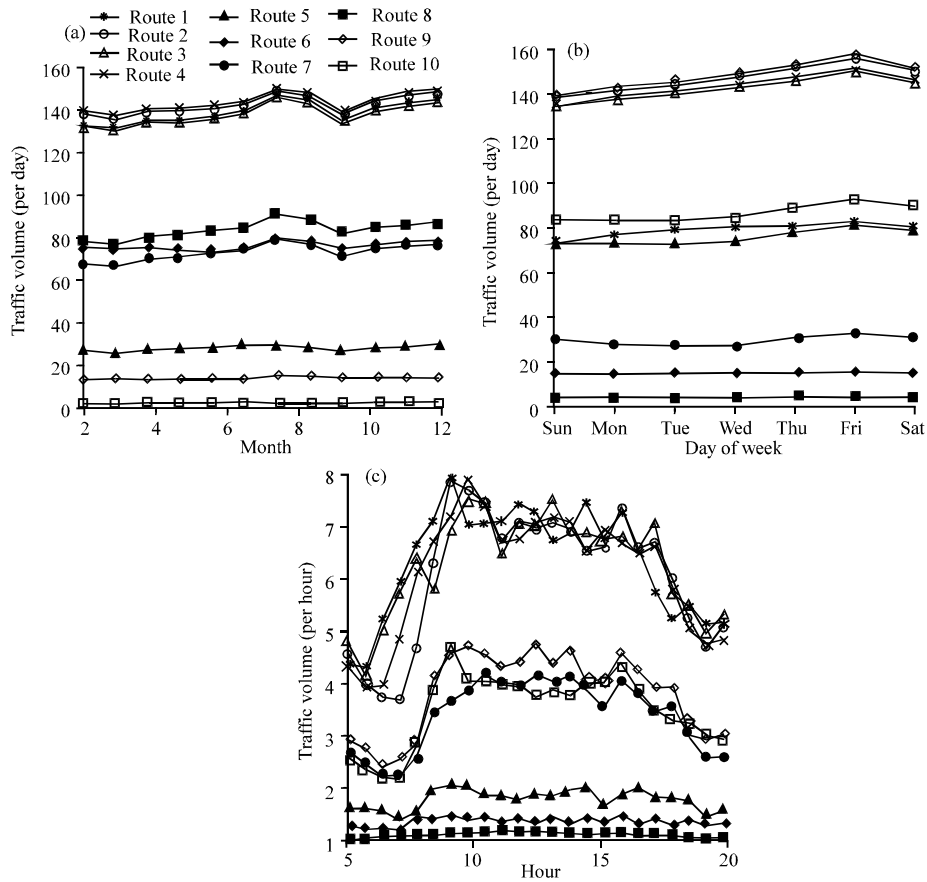 (a)
Route 1
Route 2
Route 3
Route 4
Route 5
Route 6
Route 7
Route 8
Route 9
Route 10
160
140
120
100
80
60
40
20
0
Traffic volume (per day)
2 4 6 8 10 12
Month
(b)
160
140
120
100
80
60
40
20
0
Traffic volume (per day)
Sun Mon Tue Wed Thu Fri Sat
Day of week
(c)
8
7
6
5
4
3
2
1
Traffic volume (per hour)
5 10 15 20
Hour